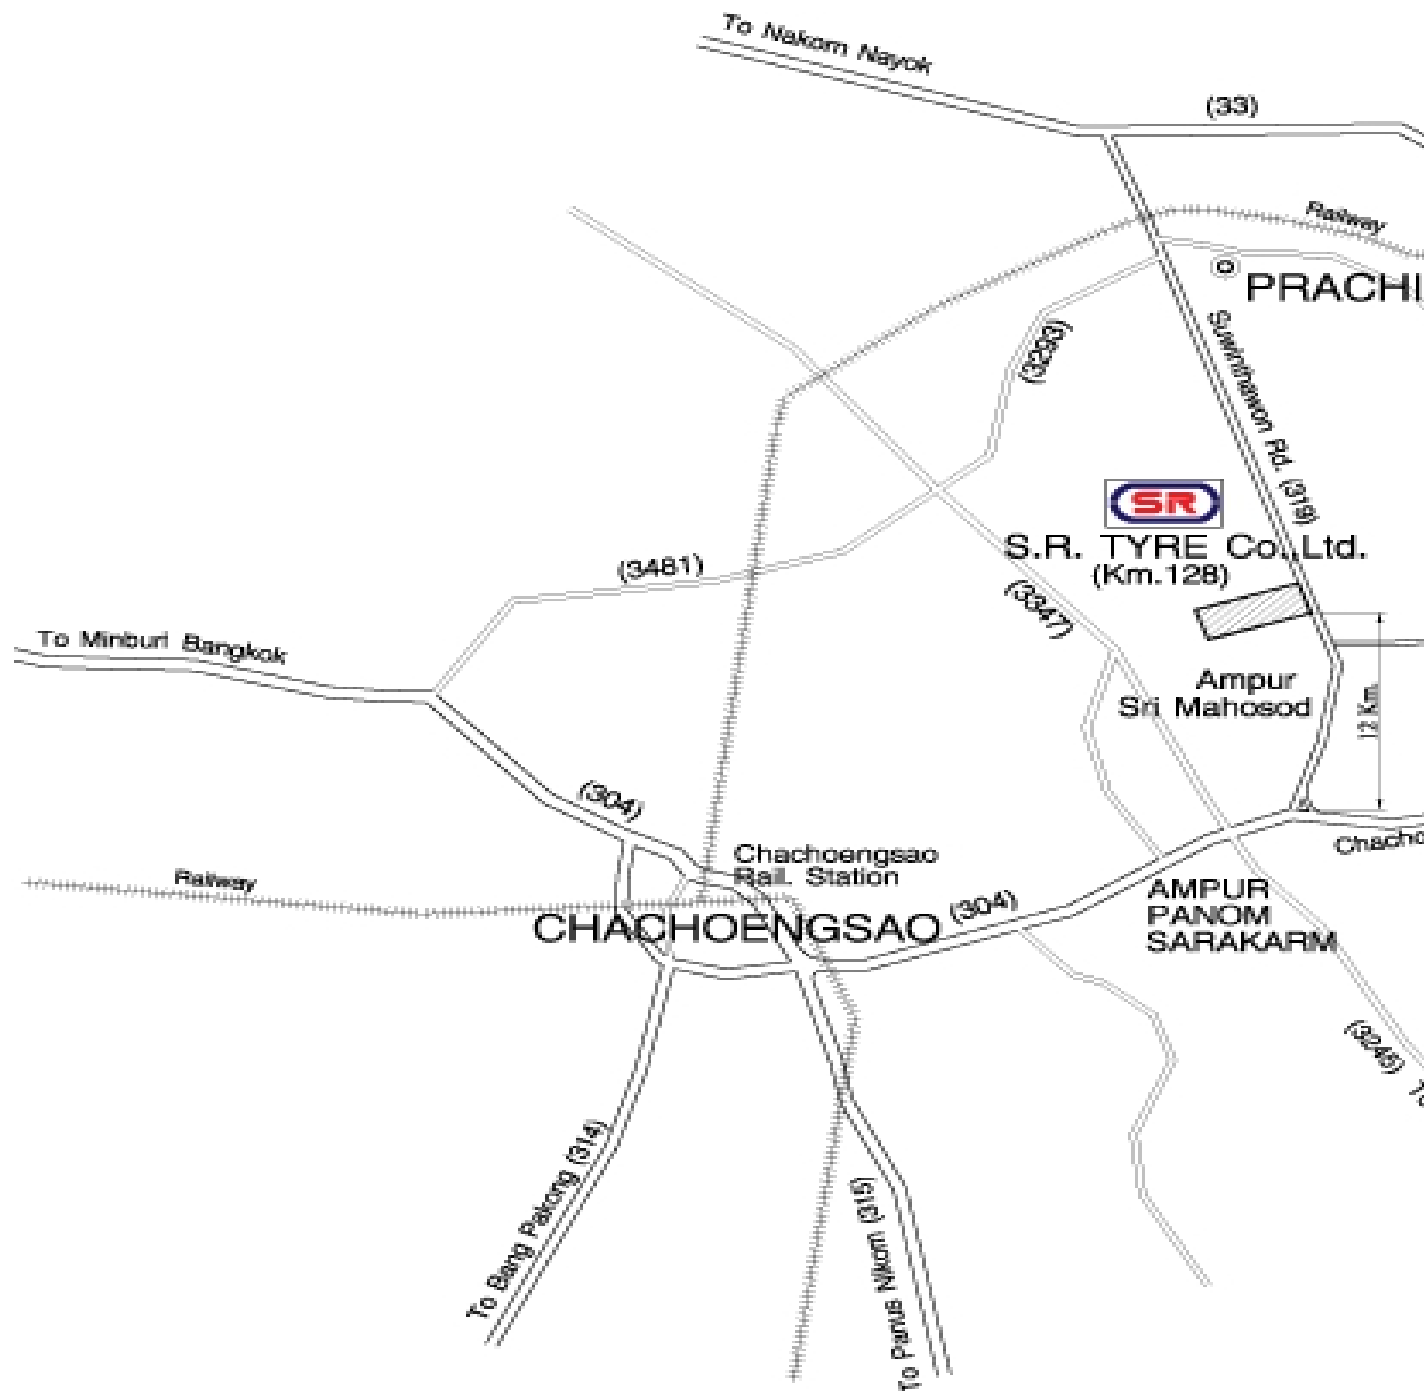 To Nakorn Nayok
(33)
Railway
PRACHI
(3293)
Suwinthawon Rd. (319)
SR
S.R. TYRE Co.,Ltd.
(Km.128)
(3481)
(3347)
To Minburi Bangkok
Ampur
Sri Mahosod
12 Km.
(304)
Chachoengsao
Rail. Station
Chacho
Railway
CHACHOENGSAO
(304)
AMPUR
PANOM
SARAKARM
(3245) To
To Bang Pakong (314)
To Panus Nikom (315)